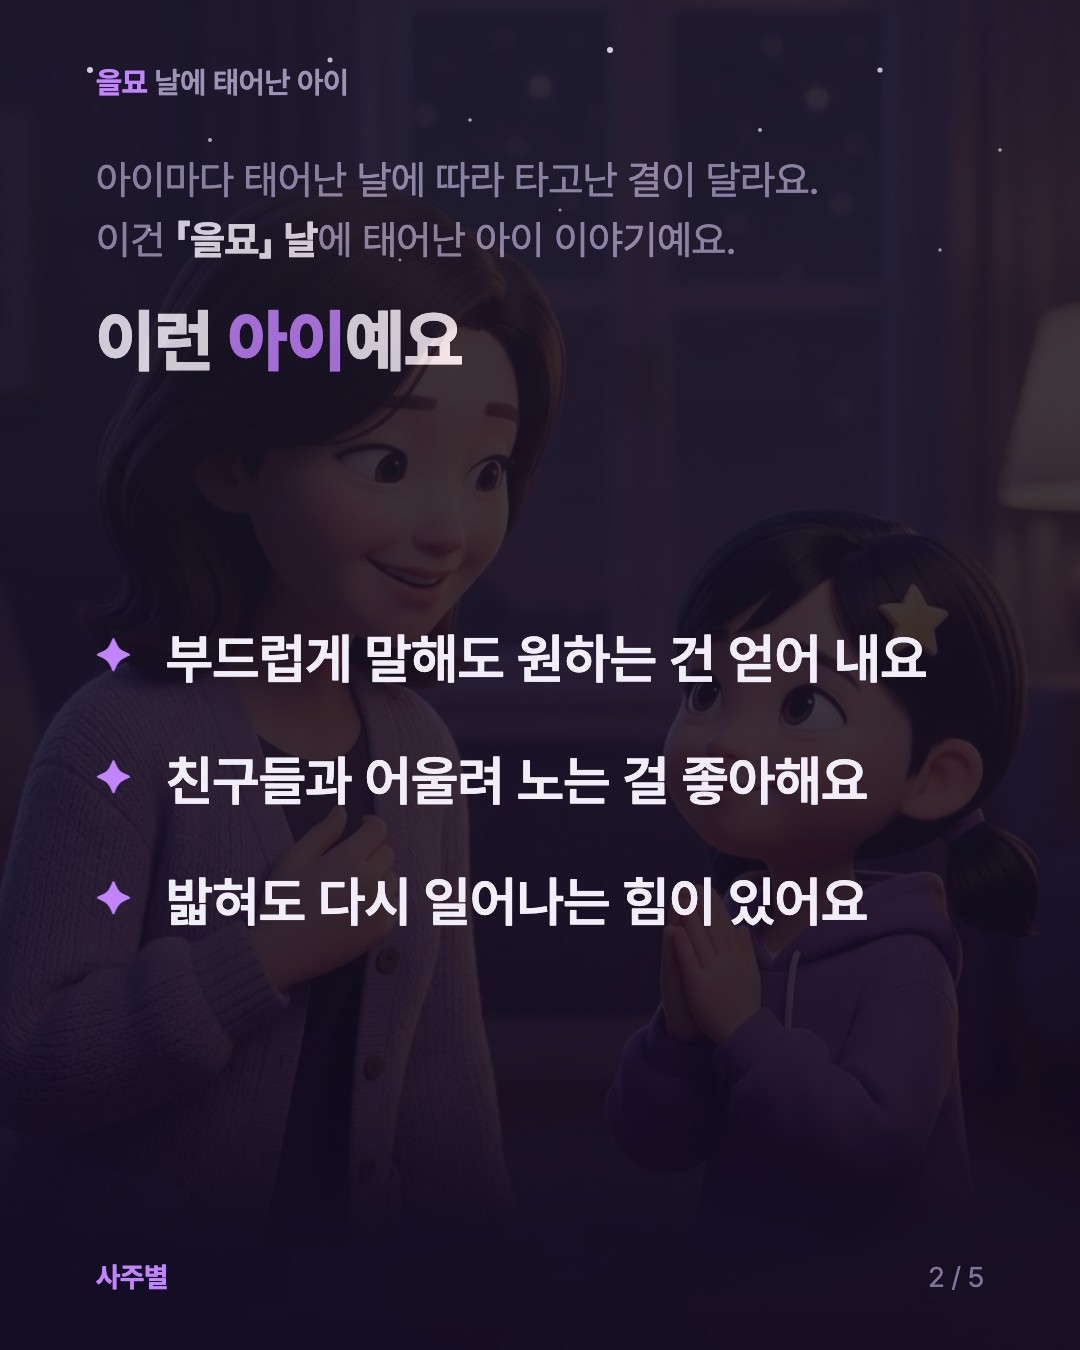 을묘 날에 태어난 아이
아이마다 태어난 날에 따라 타고난 결이 달라요.
이건 「을묘」 날에 태어난 아이 이야기예요.
이런 아이예요
부드럽게 말해도 원하는 건 얻어 내요
친구들과 어울려 노는 걸 좋아해요
밟혀도 다시 일어나는 힘이 있어요
사주별
2 / 5